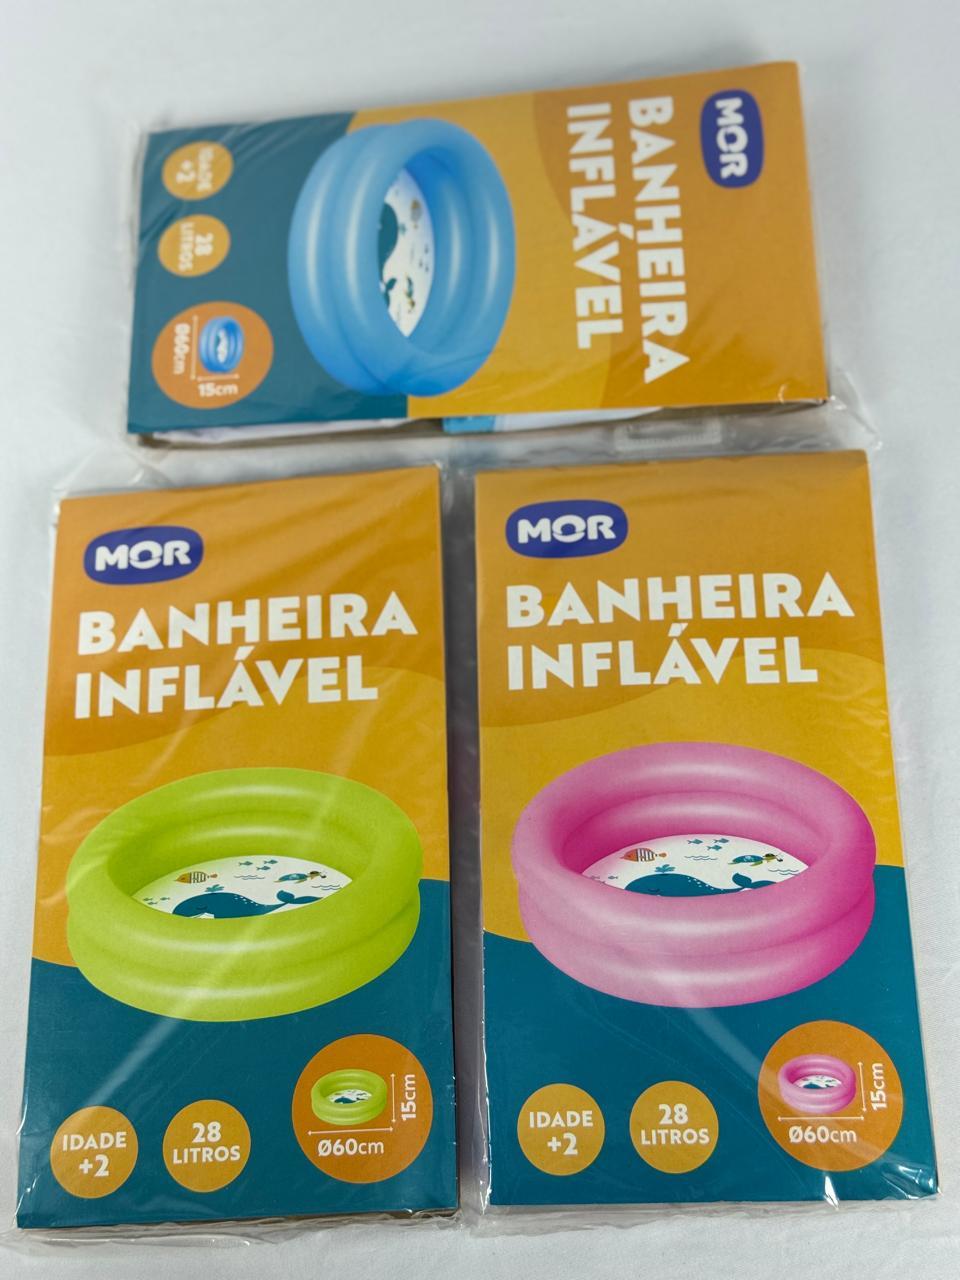 MOR
BANHEIRA
INFLÁVEL
IDADE
+2
28
LITROS
Ø60cm
15cm
MOR
BANHEIRA
INFLÁVEL
IDADE
+2
28
LITROS
Ø60cm
15cm
MOR
BANHEIRA
INFLÁVEL
IDADE
+2
28
LITROS
Ø60cm
15cm